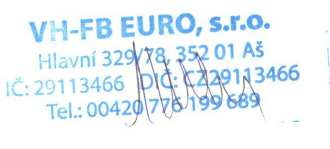 VH-FB EURO, s.r.o.
Hlavní 329/78, 352 01 Aš
IČ: 29113466 DIČ: CZ29113466
Tel.: 00420 776 199 689